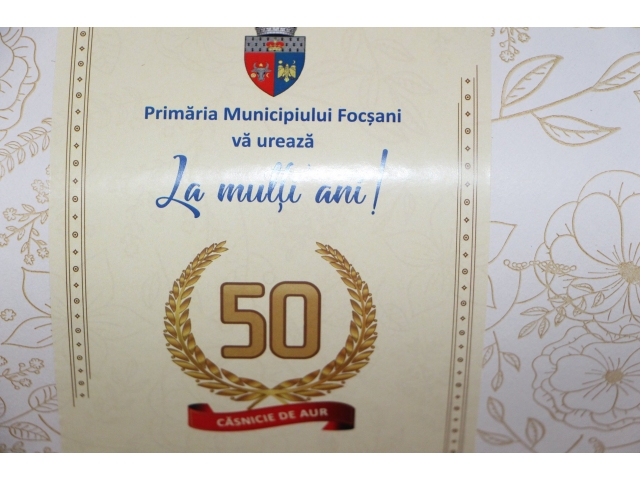 Primăria Municipiului Focșani
vă urează
La mulți ani!
50
CĂSNICIE DE AUR